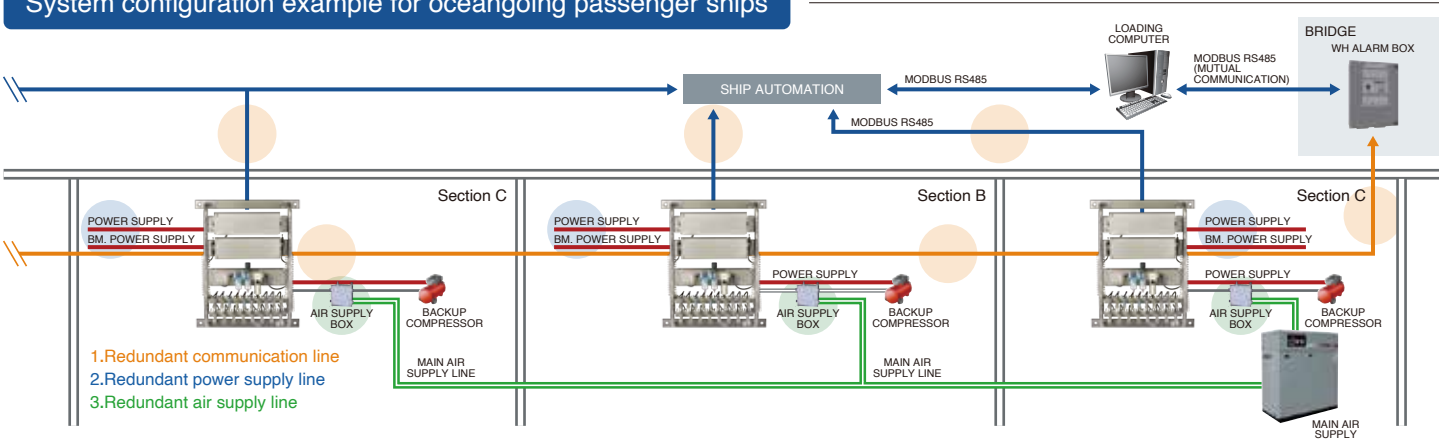 System configuration example for oceangoing passenger ships
LOADING
COMPUTER
BRIDGE
WH ALARM BOX
MODBUS RS485
(MUTUAL
COMMUNICATION)
SHIP AUTOMATION
MODBUS RS485
MODBUS RS485
Section C
Section B
Section C
POWER SUPPLY
BM. POWER SUPPLY
POWER SUPPLY
BM. POWER SUPPLY
POWER SUPPLY
BM. POWER SUPPLY
AIR SUPPLY
BOX
BACKUP
COMPRESSOR
POWER SUPPLY
AIR SUPPLY
BOX
BACKUP
COMPRESSOR
POWER SUPPLY
AIR SUPPLY
BOX
BACKUP
COMPRESSOR
1.Redundant communication line
2.Redundant power supply line
3.Redundant air supply line
MAIN AIR
SUPPLY LINE
MAIN AIR
SUPPLY LINE
MAIN AIR
SUPPLY